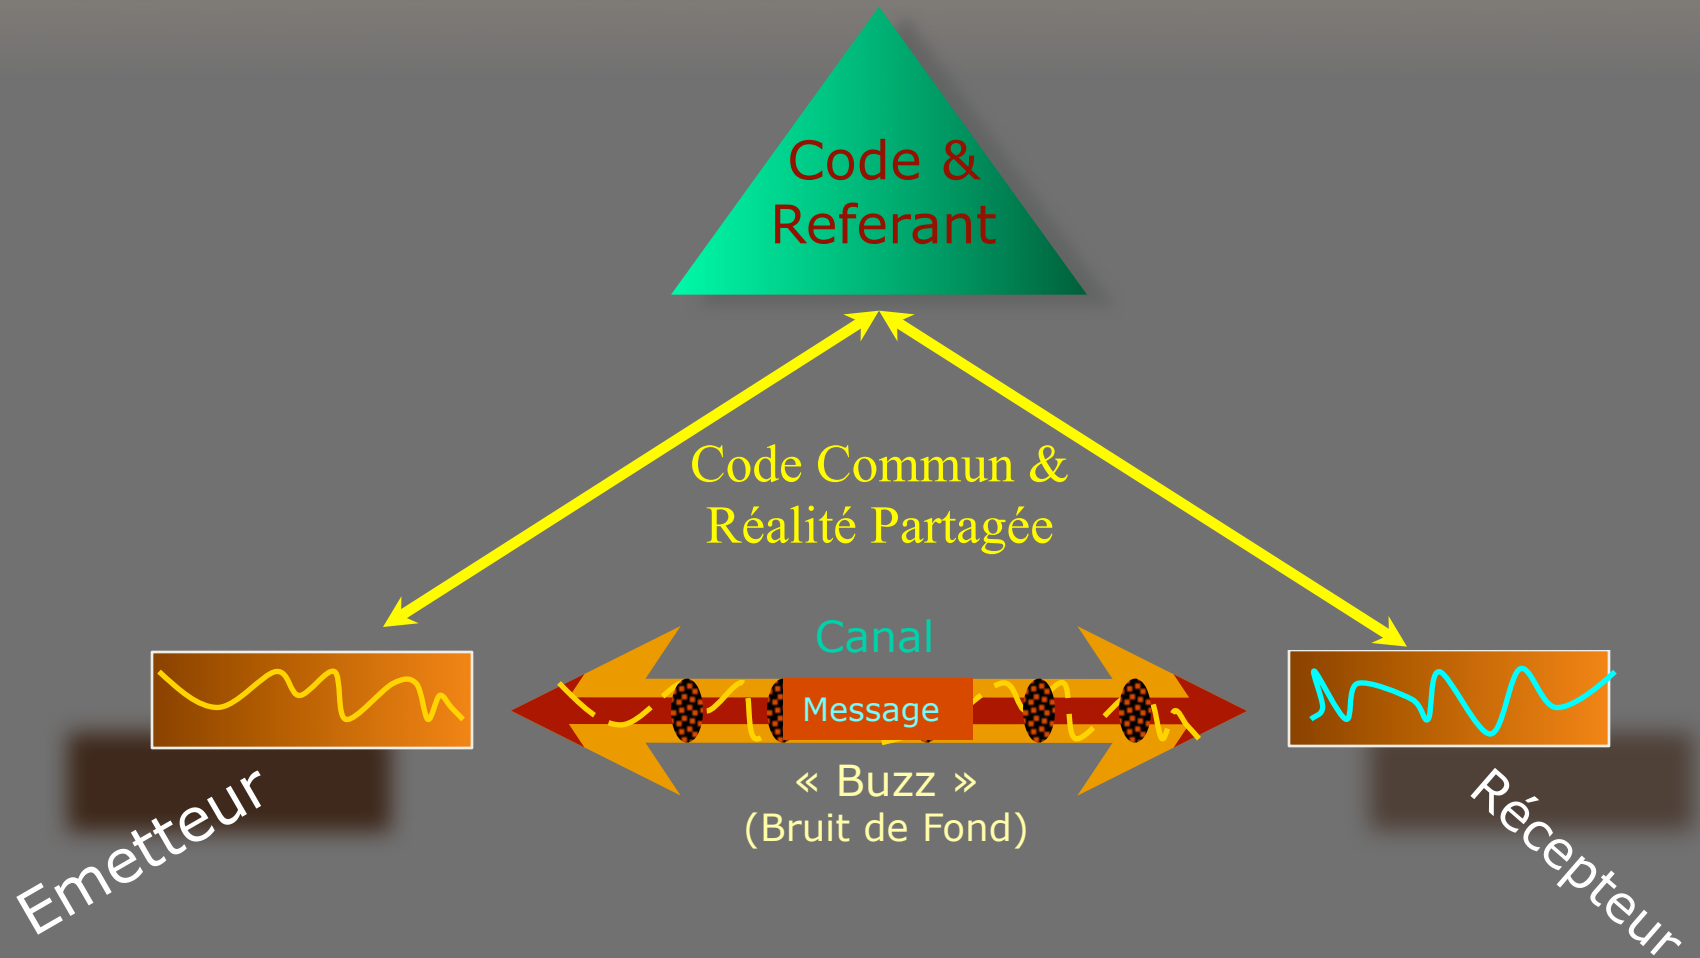 Code &
Referant
Code Commun &
Réalité Partagée
Canal
Message
« Buzz »
(Bruit de Fond)
Emetteur
Récepteur